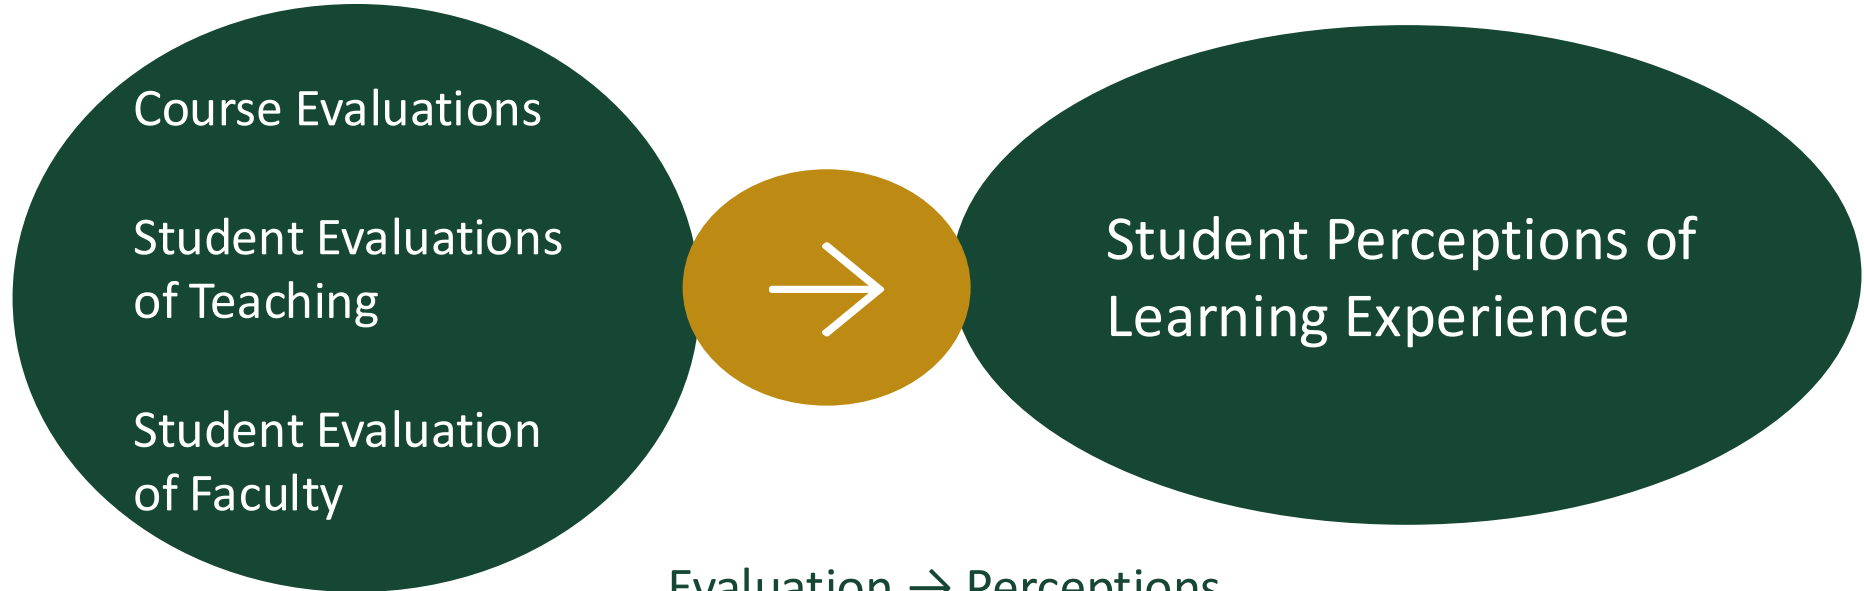 Course Evaluations
Student Evaluations
of Teaching
Student Evaluation
of Faculty
Student Perceptions of
Learning Experience
Evaluation → Perceptions